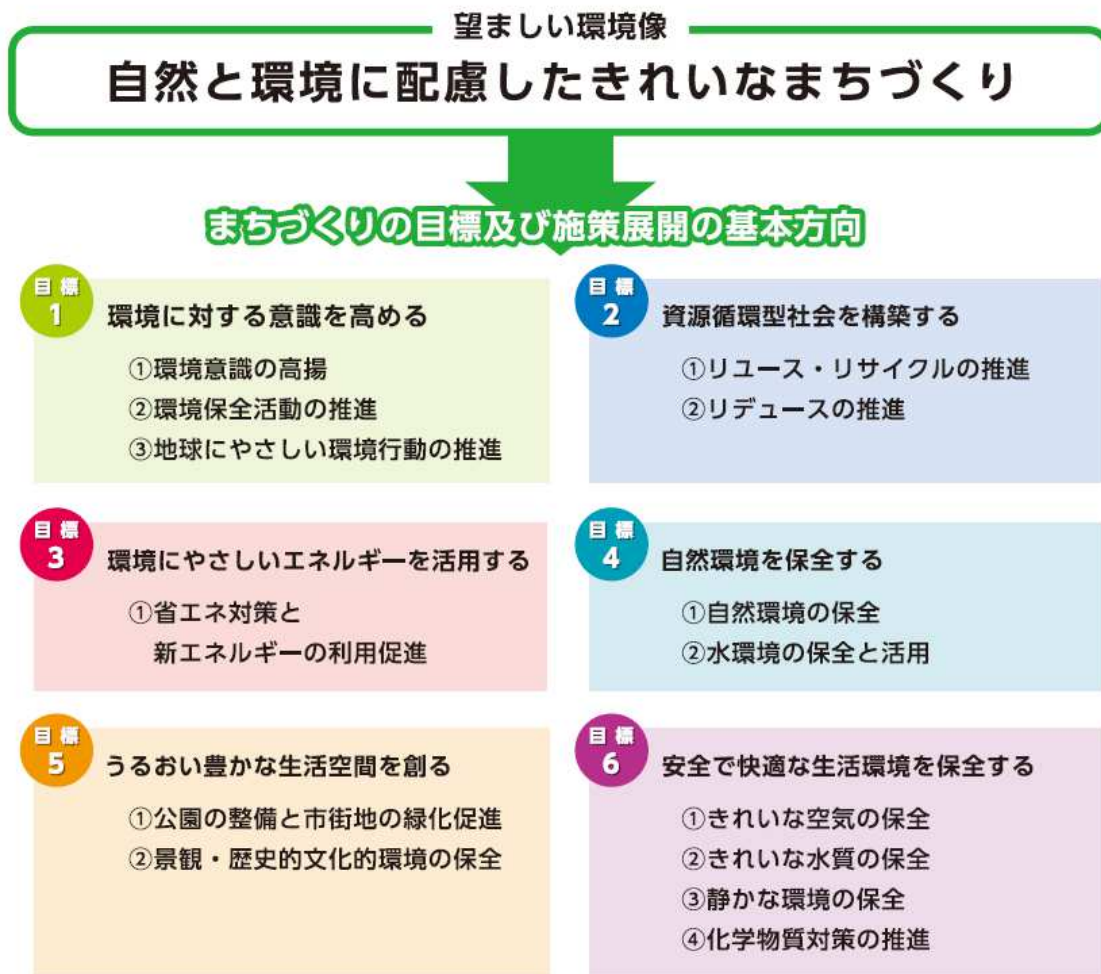 望ましい環境像
自然と環境に配慮したきれいなまちづくり
まちづくりの目標及び施策展開の基本方向
目標
1
環境に対する意識を高める
①環境意識の高揚
②環境保全活動の推進
③地球にやさしい環境行動の推進
目標
2
資源循環型社会を構築する
①リユース・リサイクルの推進
②リデュースの推進
目標
3
環境にやさしいエネルギーを活用する
①省エネ対策と
新エネルギーの利用促進
目標
4
自然環境を保全する
①自然環境の保全
②水環境の保全と活用
目標
5
うるおい豊かな生活空間を創る
①公園の整備と市街地の緑化促進
②景観・歴史的文化的環境の保全
目標
6
安全で快適な生活環境を保全する
①きれいな空気の保全
②きれいな水質の保全
③静かな環境の保全
④化学物質対策の推進